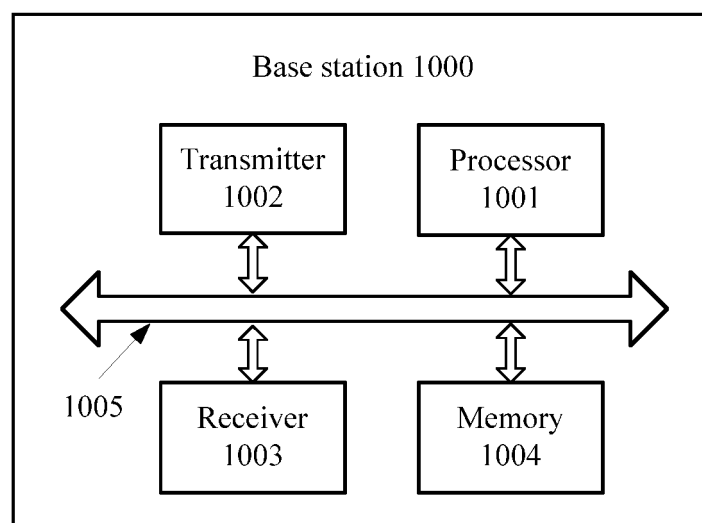 Base station 1000
Transmitter
1002
Processor
1001
1005
Receiver
1003
Memory
1004